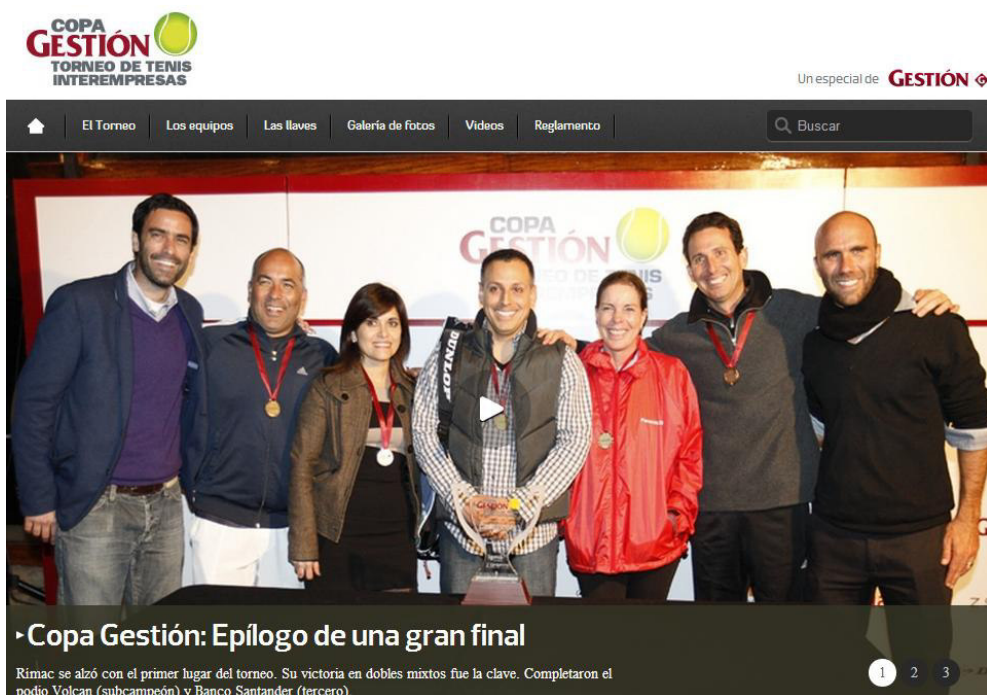 COPA
GESTIÓN
TORNEO DE TENIS
INTEREMPRESAS
Un especial de GESTIÓN
El Torneo Los equipos Las llaves Galería de fotos Videos Reglamento Buscar
COPA
GESTIÓN
DUNLOP
GESTIÓN
Copa Gestión: Epílogo de una gran final
Rimac se alzó con el primer lugar del torneo. Su victoria en dobles mixtos fue la clave. Completaron el
podio Volcan (subcampeón) y Banco Santander (tercero).
1 2 3